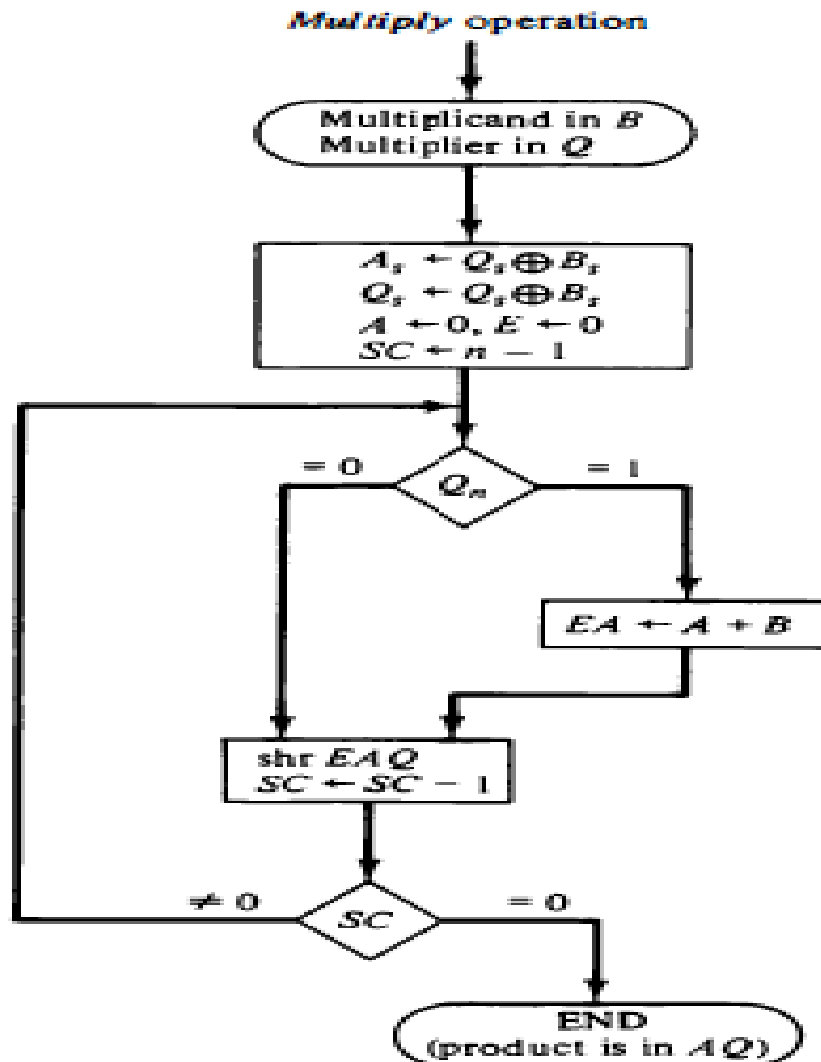 Multiply operation
Multiplicand in B
Multiplier in Q
Aₛ ← Qₛ ⊕ Bₛ
Qₛ ← Qₛ ⊕ Bₛ
A ← 0, E ← 0
SC ← n − 1
= 0
= 1
Qₙ
EA ← A + B
shr EAQ
SC ← SC − 1
≠ 0
= 0
SC
END
(product is in AQ)